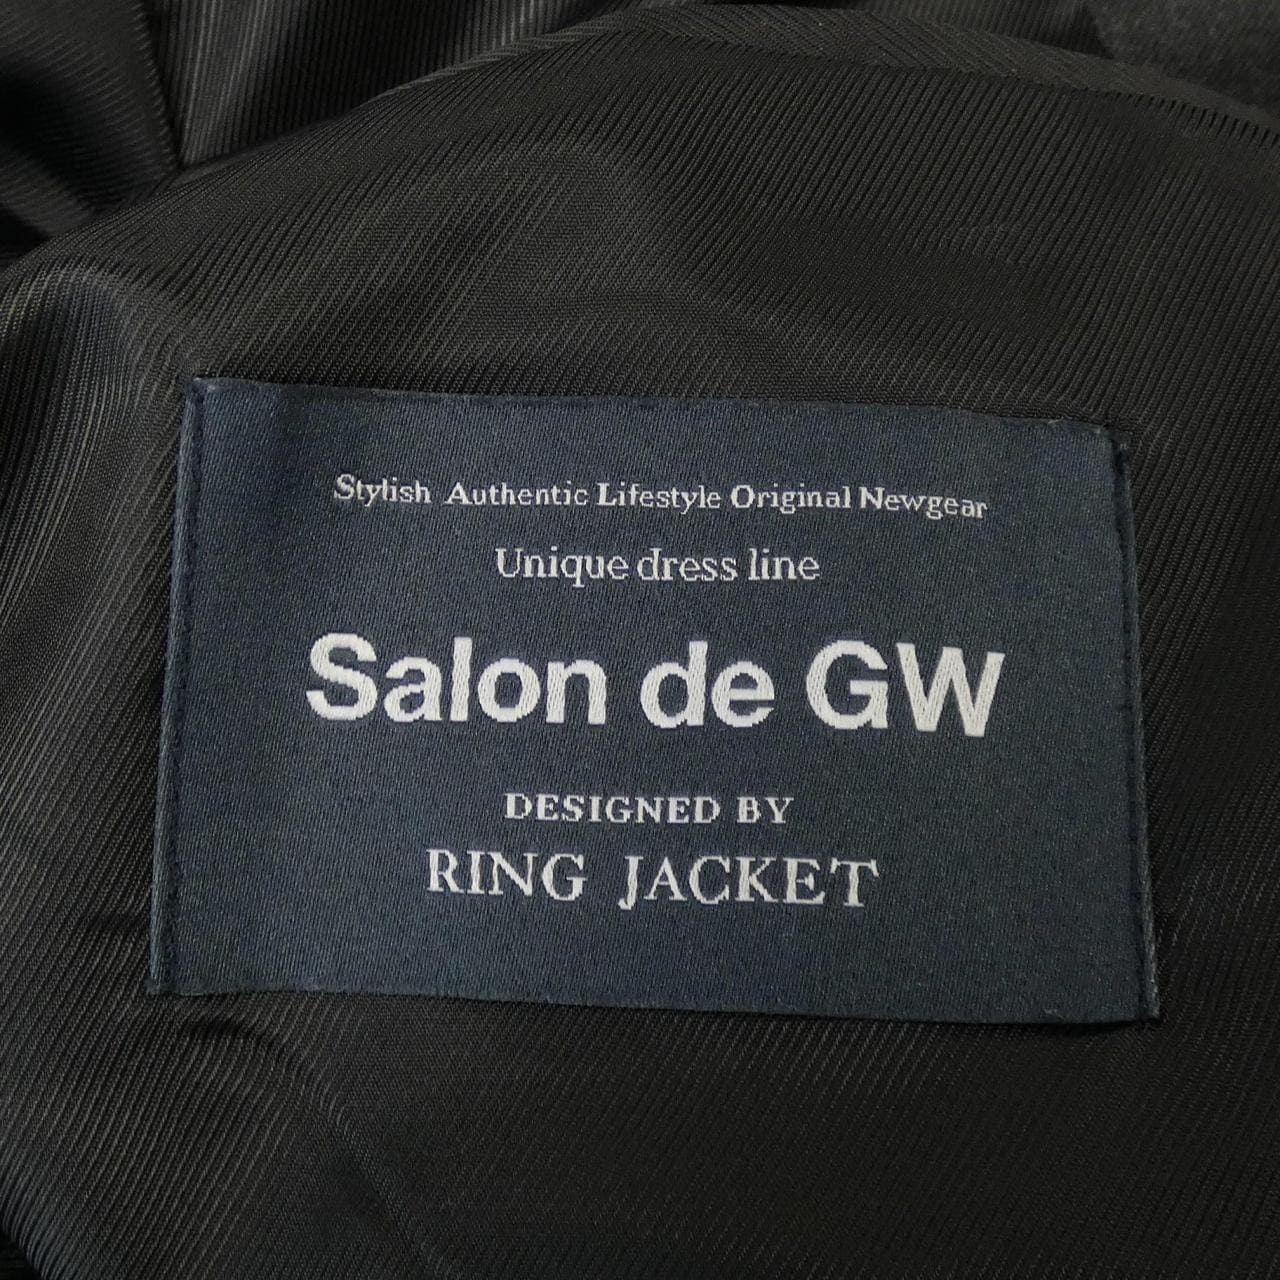 Stylish Authentic Lifestyle Original Newgear
Unique dress line
Salon de GW
DESIGNED BY
RING JACKET